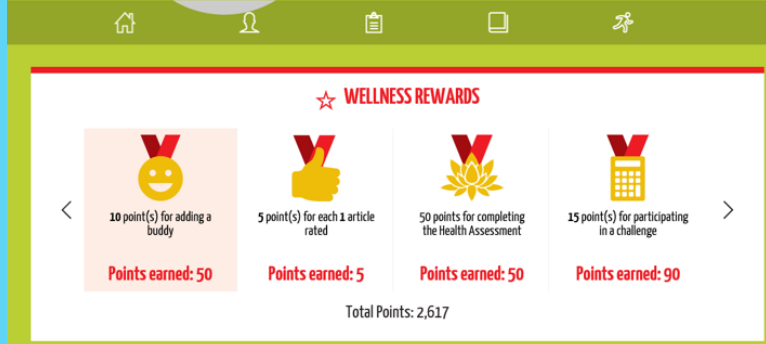 WELLNESS REWARDS
10 point(s) for adding a
buddy
Points earned: 50
5 point(s) for each 1 article
rated
Points earned: 5
50 points for completing
the Health Assessment
Points earned: 50
15 point(s) for participating
in a challenge
Points earned: 90
Total Points: 2,617